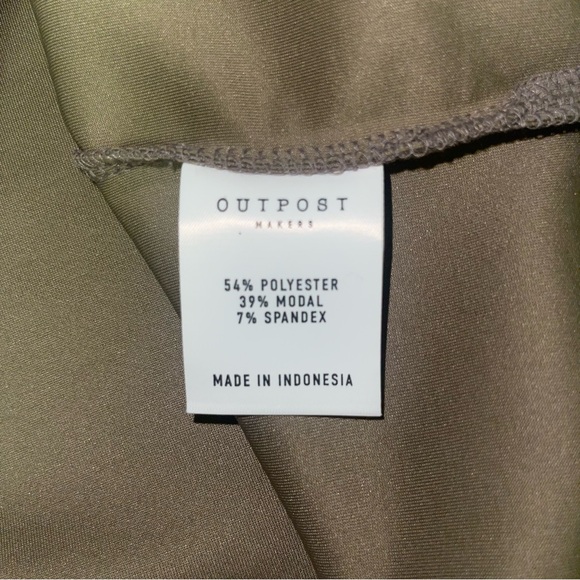 OUTPOST
MAKERS
54% POLYESTER
39% MODAL
7% SPANDEX
MADE IN INDONESIA